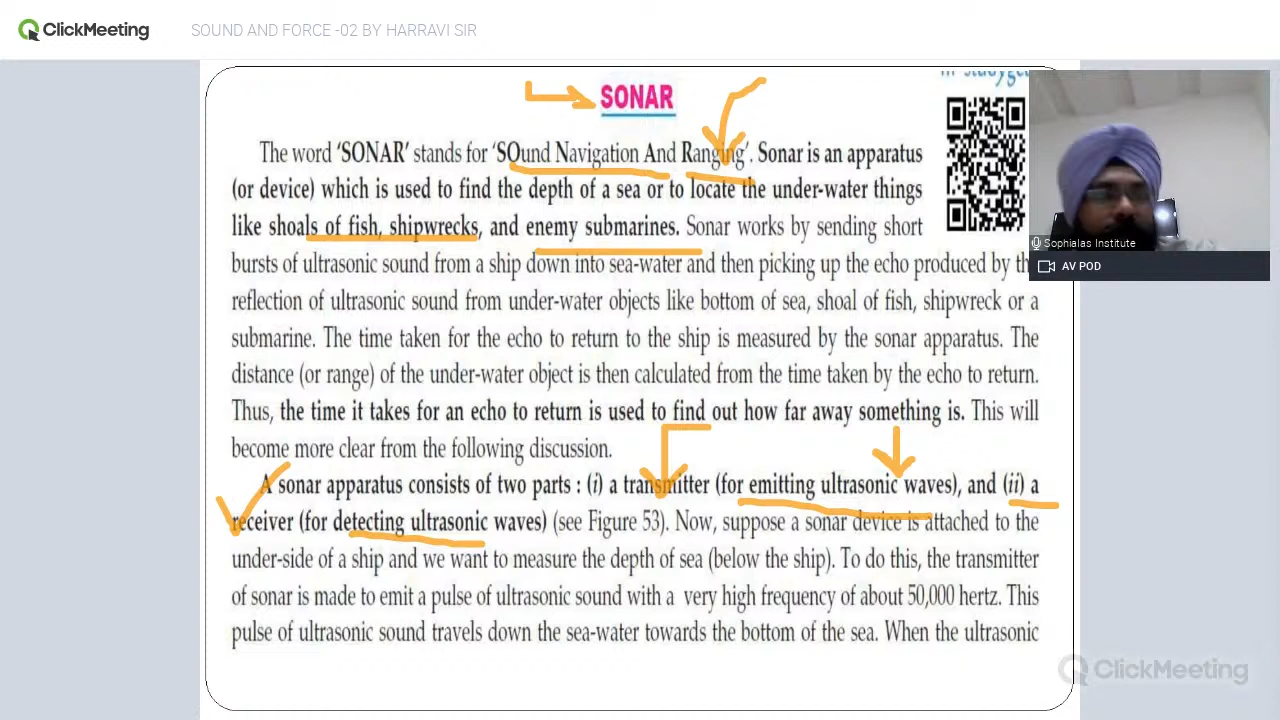 ClickMeeting
SOUND AND FORCE -02 BY HARRAVI SIR
SONAR
The word ‘SONAR’ stands for ‘SOund Navigation And Ranging’. Sonar is an apparatus
(or device) which is used to find the depth of a sea or to locate the under-water things
like shoals of fish, shipwrecks, and enemy submarines. Sonar works by sending short
bursts of ultrasonic sound from a ship down into sea-water and then picking up the echo produced by
reflection of ultrasonic sound from under-water objects like bottom of sea, shoal of fish, shipwreck or a
submarine. The time taken for the echo to return to the ship is measured by the sonar apparatus. The
distance (or range) of the under-water object is then calculated from the time taken by the echo to return.
Thus, the time it takes for an echo to return is used to find out how far away something is. This will
become more clear from the following discussion.
A sonar apparatus consists of two parts : (i) a transmitter (for emitting ultrasonic waves), and (ii) a
receiver (for detecting ultrasonic waves) (see Figure 53). Now, suppose a sonar device is attached to the
under-side of a ship and we want to measure the depth of sea (below the ship). To do this, the transmitter
of sonar is made to emit a pulse of ultrasonic sound with a very high frequency of about 50,000 hertz. This
pulse of ultrasonic sound travels down the sea-water towards the bottom of the sea. When the ultrasonic
Sophialas Institute
AV POD
ClickMeeting